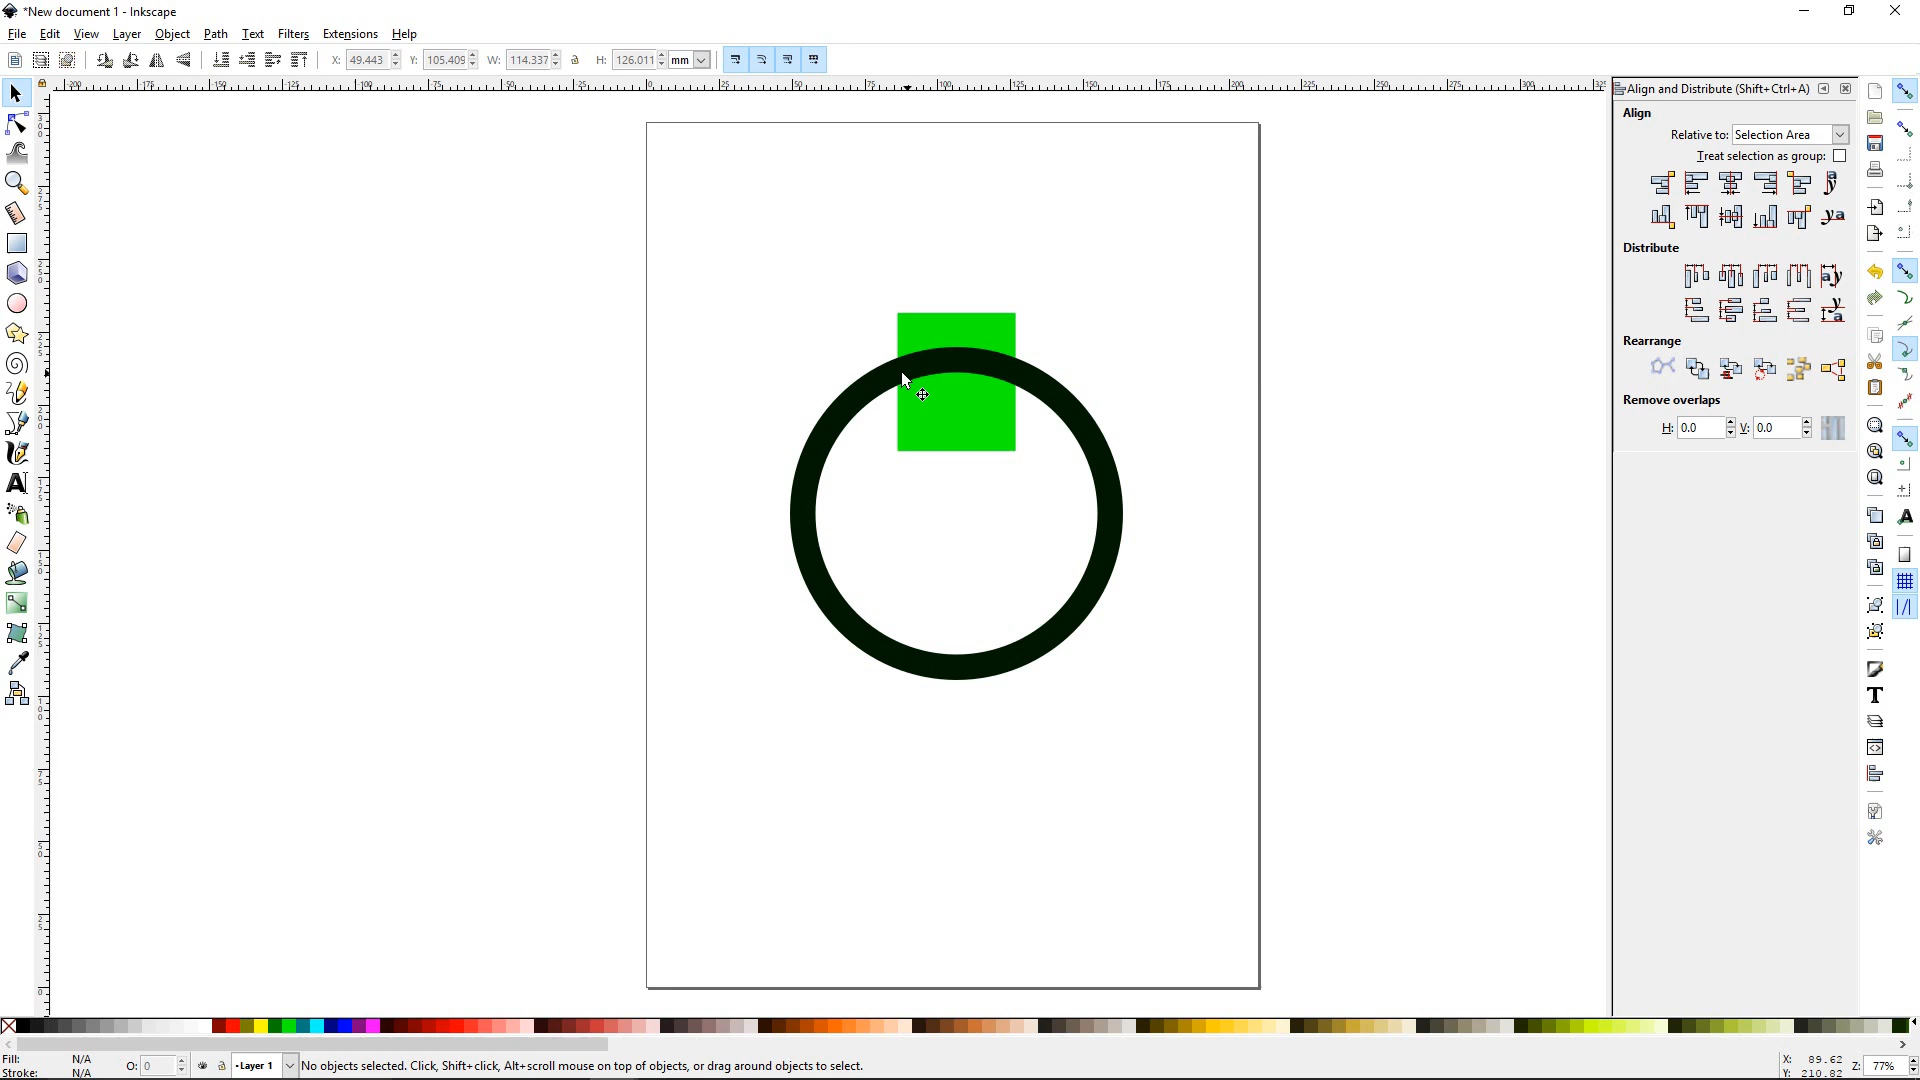 *New document 1 - Inkscape
File Edit View Layer Object Path Text Filters Extensions Help
X: 49.443 Y: 105.409 W: 114.337 H: 126.011 mm
Align and Distribute (Shift+Ctrl+A)
Align
Relative to: Selection Area
Treat selection as group:
Distribute
Rearrange
Remove overlaps
H: 0.0 V: 0.0
Fill: N/A
Stroke: N/A
O: 0
-Layer 1
No objects selected. Click, Shift+click, Alt+scroll mouse on top of objects, or drag around objects to select.
X: 89.62
Y: 210.82
Z: 77%